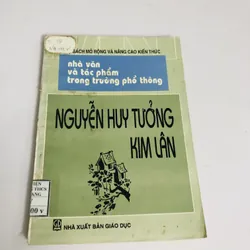 SÁCH MỞ RỘNG VÀ NÂNG CAO KIẾN THỨC
nhà văn
và tác phẩm
trong trường phổ thông
NGUYỄN HUY TƯỞNG
KIM LÂN
NHÀ XUẤT BẢN GIÁO DỤC